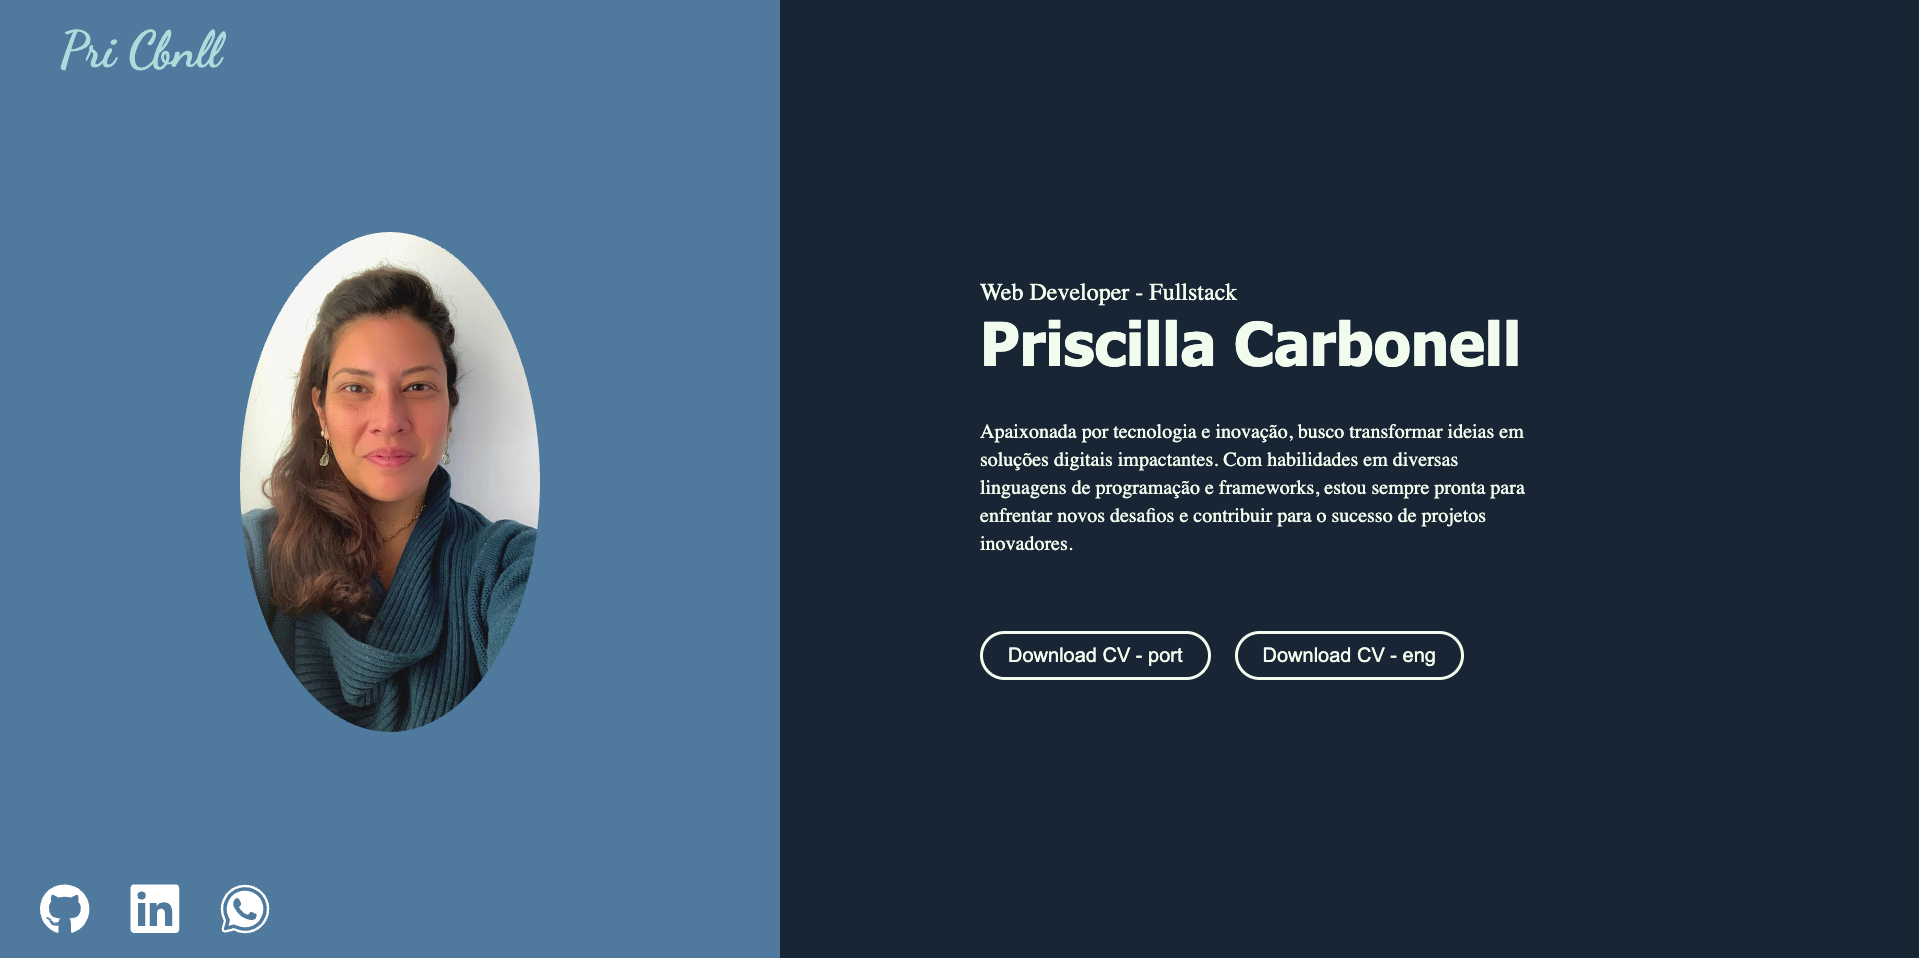 Pri Cbnll
Web Developer - Fullstack
Priscilla Carbonell
Apaixonada por tecnologia e inovação, busco transformar ideias em
soluções digitais impactantes. Com habilidades em diversas
linguagens de programação e frameworks, estou sempre pronta para
enfrentar novos desafios e contribuir para o sucesso de projetos
inovadores.
Download CV - port
Download CV - eng
in